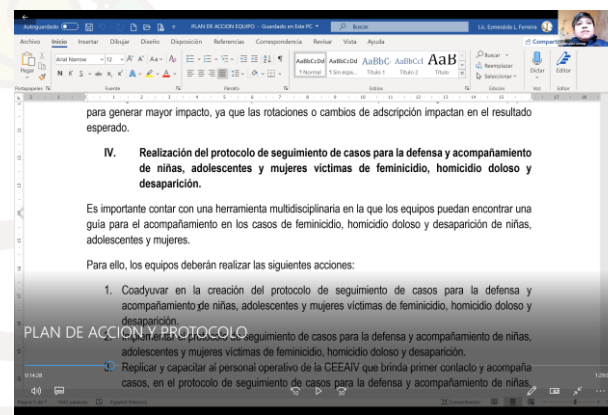 Autoguardado
PLAN DE ACCION EQUIPO - Guardado en Este PC
Buscar
Lic. Esmeralda L. Ferreira
Archivo Inicio Insertar Dibujar Diseño Disposición Referencias Correspondencia Revisar Vista Ayuda
Compartir
Pegar
Arial Narrow 12
N K S
AaBbCcDd AaBbCcDd AaBbC AaBbCcI AaB
1 Normal 1 Sin espa... Título 1 Título 2 Título
Buscar
Reemplazar
Seleccionar
Dictar
Editor
Portapapeles Fuente Párrafo Estilos Edición Voz Editor
para generar mayor impacto, ya que las rotaciones o cambios de adscripción impactan en el resultado
esperado.
IV. Realización del protocolo de seguimiento de casos para la defensa y acompañamiento
de niñas, adolescentes y mujeres víctimas de feminicidio, homicidio doloso y
desaparición.
Es importante contar con una herramienta multidisciplinaria en la que los equipos puedan encontrar una
guía para el acompañamiento en los casos de feminicidio, homicidio doloso y desaparición de niñas,
adolescentes y mujeres.
Para ello, los equipos deberán realizar las siguientes acciones:
1. Coadyuvar en la creación del protocolo de seguimiento de casos para la defensa y
acompañamiento de niñas, adolescentes y mujeres víctimas de feminicidio, homicidio doloso y
desaparición.
PLAN DE ACCION Y PROTOCOLO
2. Implementar el protocolo de seguimiento de casos para la defensa y acompañamiento de niñas,
adolescentes y mujeres víctimas de feminicidio, homicidio doloso y desaparición.
3. Replicar y capacitar al personal operativo de la CEEAIV que brinda primer contacto y acompaña
casos, en el protocolo de seguimiento de casos para la defensa y acompañamiento de niñas,
0:14:28